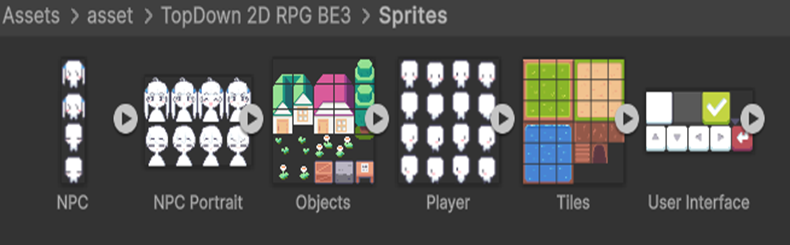 Assets > asset > TopDown 2D RPG BE3 > Sprites
NPC NPC Portrait Objects Player Tiles User Interface